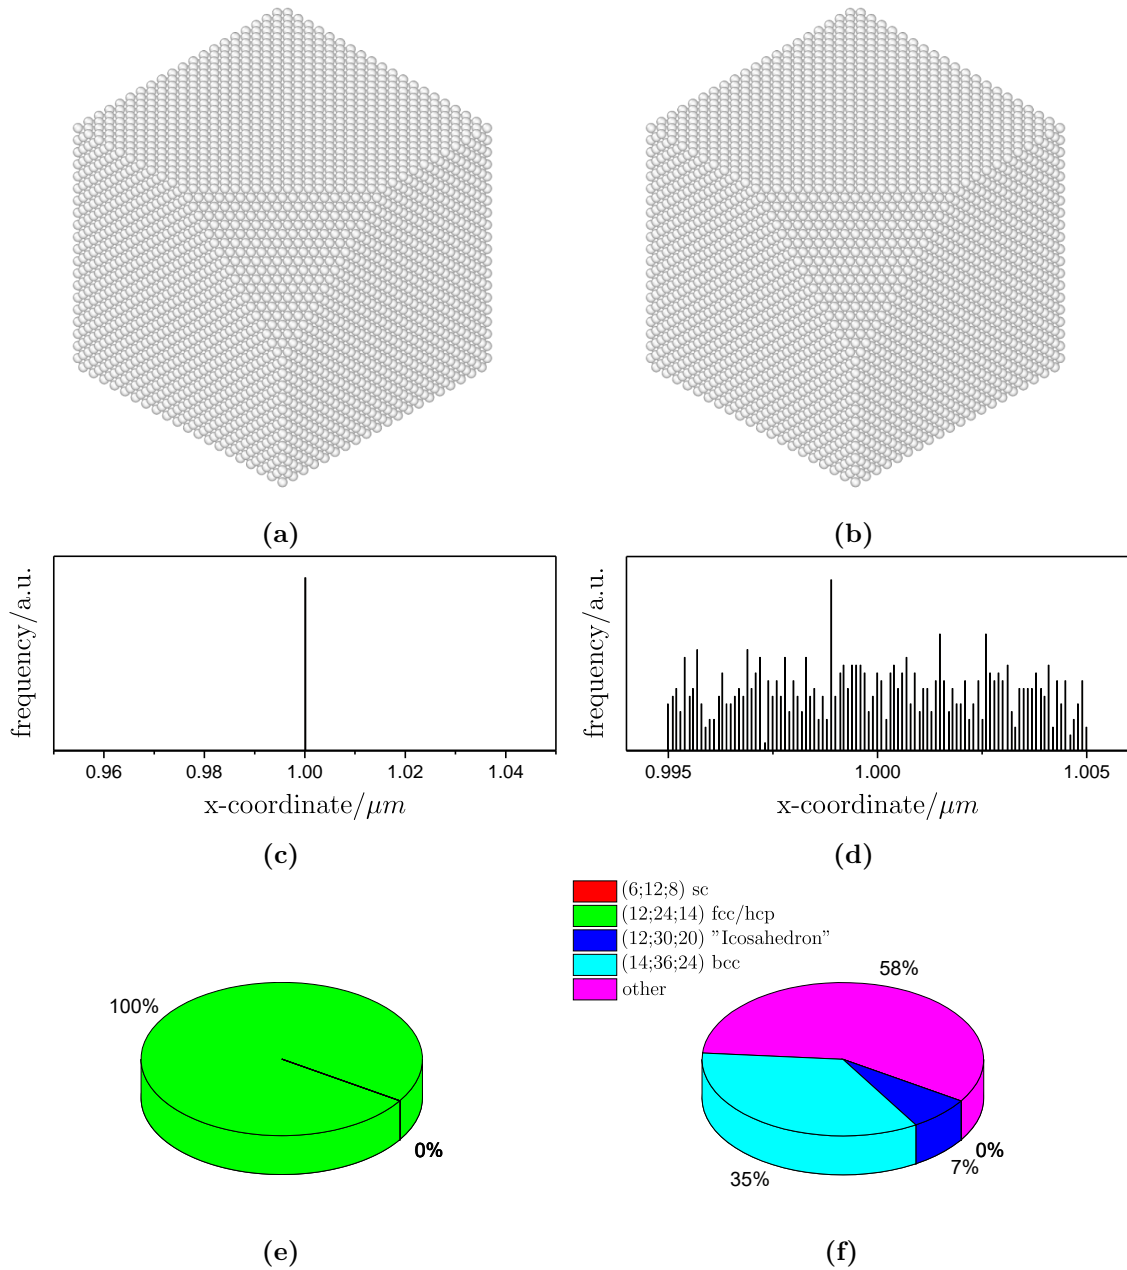 (a)
(b)
frequency/a.u.
0.96
0.98
1.00
1.02
1.04
x-coordinate/μm
frequency/a.u.
0.995
1.000
1.005
x-coordinate/μm
(c)
(d)
(6;12;8) sc
(12;24;14) fcc/hcp
(12;30;20) ”Icosahedron”
(14;36;24) bcc
other
100%
0%
58%
0%
7%
35%
(e)
(f)